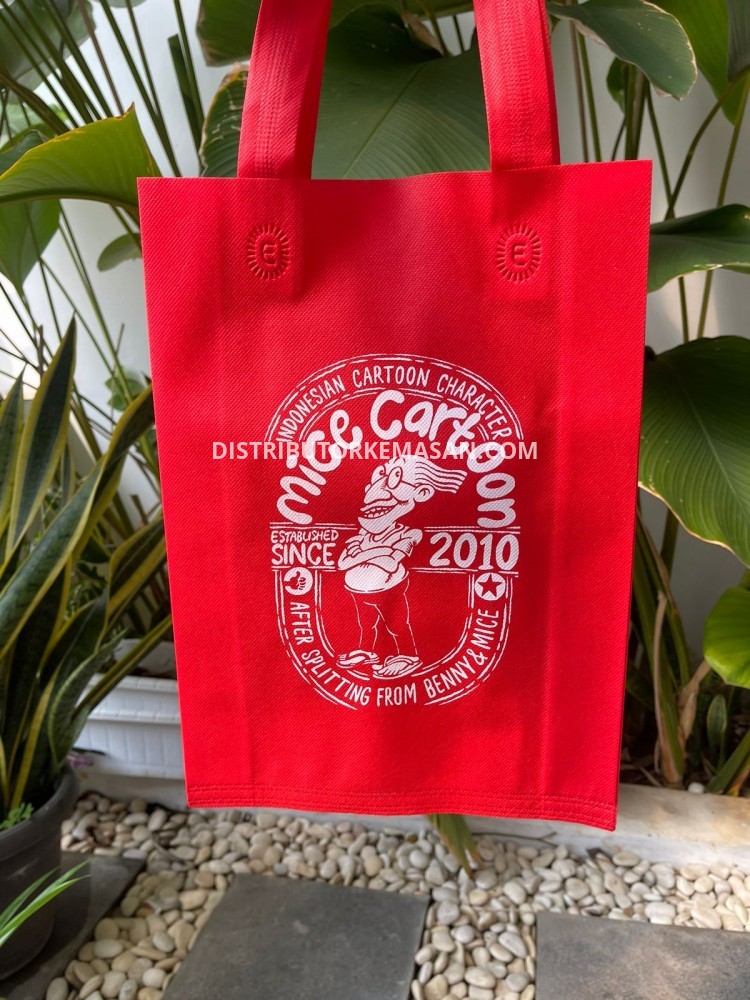 E E
INDONESIAN CARTOON CHARACTER
mice Cartoon
DISTRIBUTORKEMASAN.COM
ESTABLISHED
SINCE 2010
AFTER SPLITTING FROM BENNY & MICE